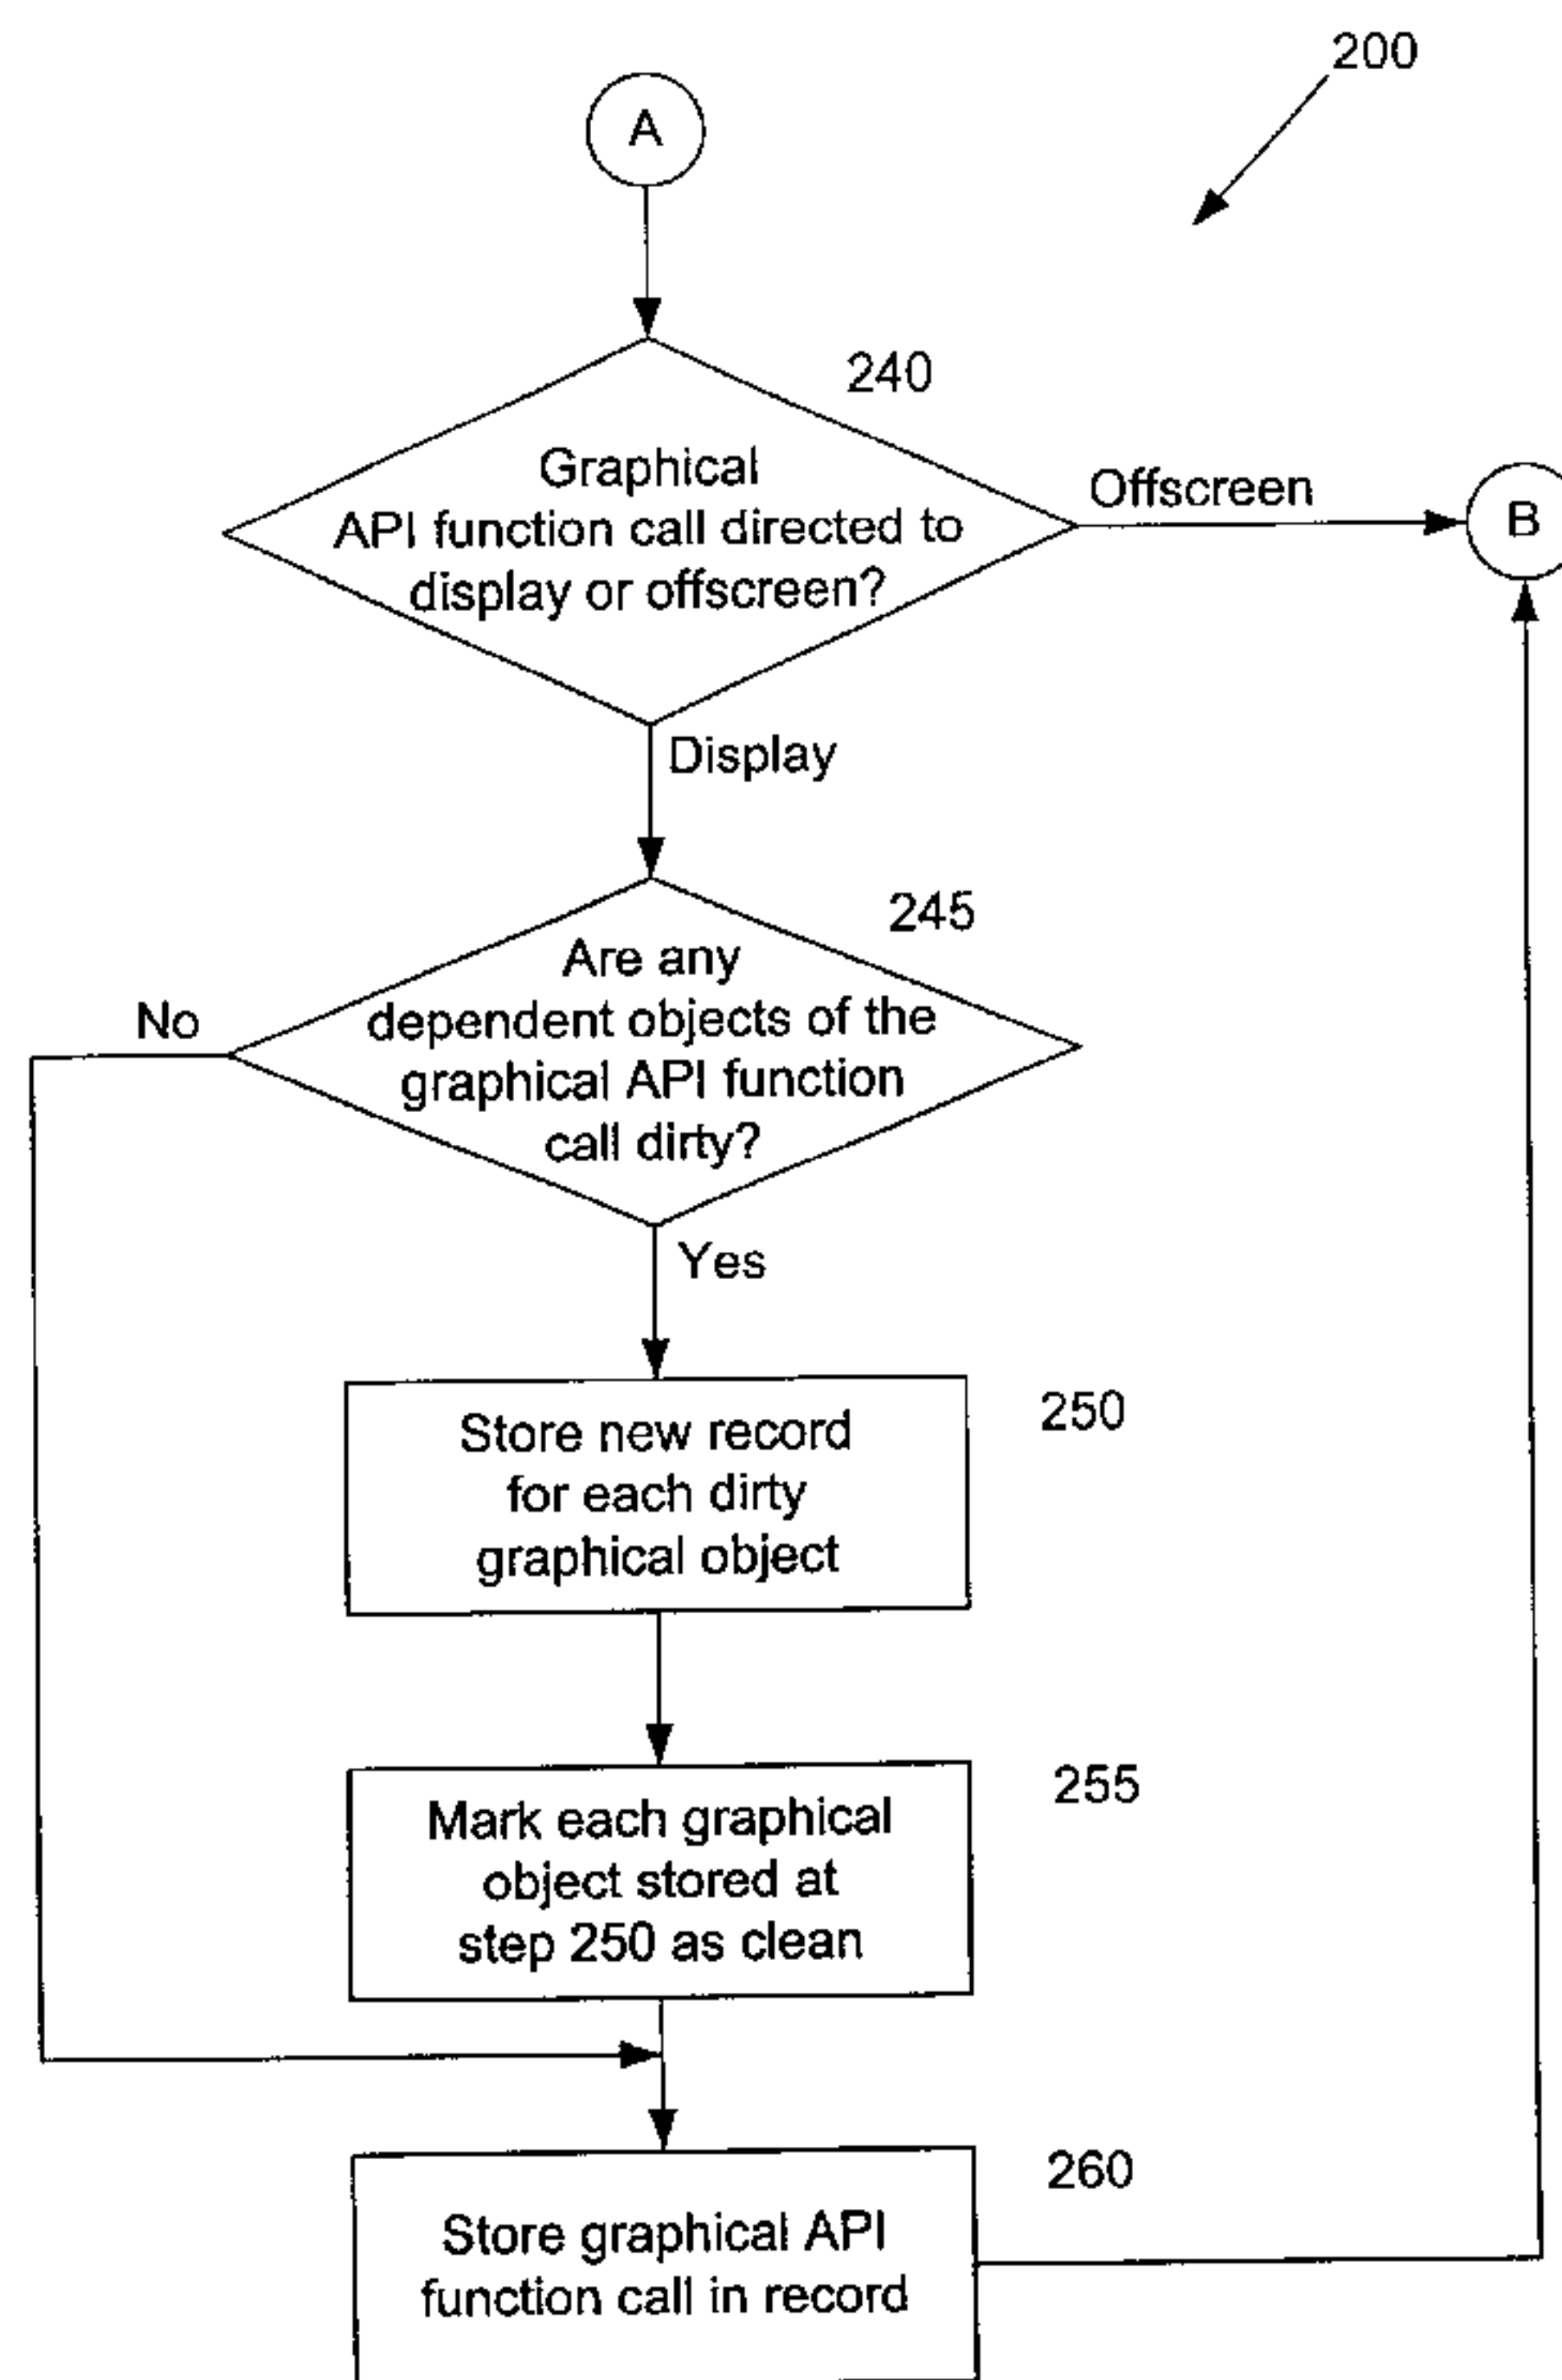 200
A
240
Graphical
API function call directed to
display or offscreen?
Offscreen
B
Display
245
Are any
dependent objects of the
graphical API function
call dirty?
No
Yes
250
Store new record
for each dirty
graphical object
255
Mark each graphical
object stored at
step 250 as clean
260
Store graphical API
function call in record